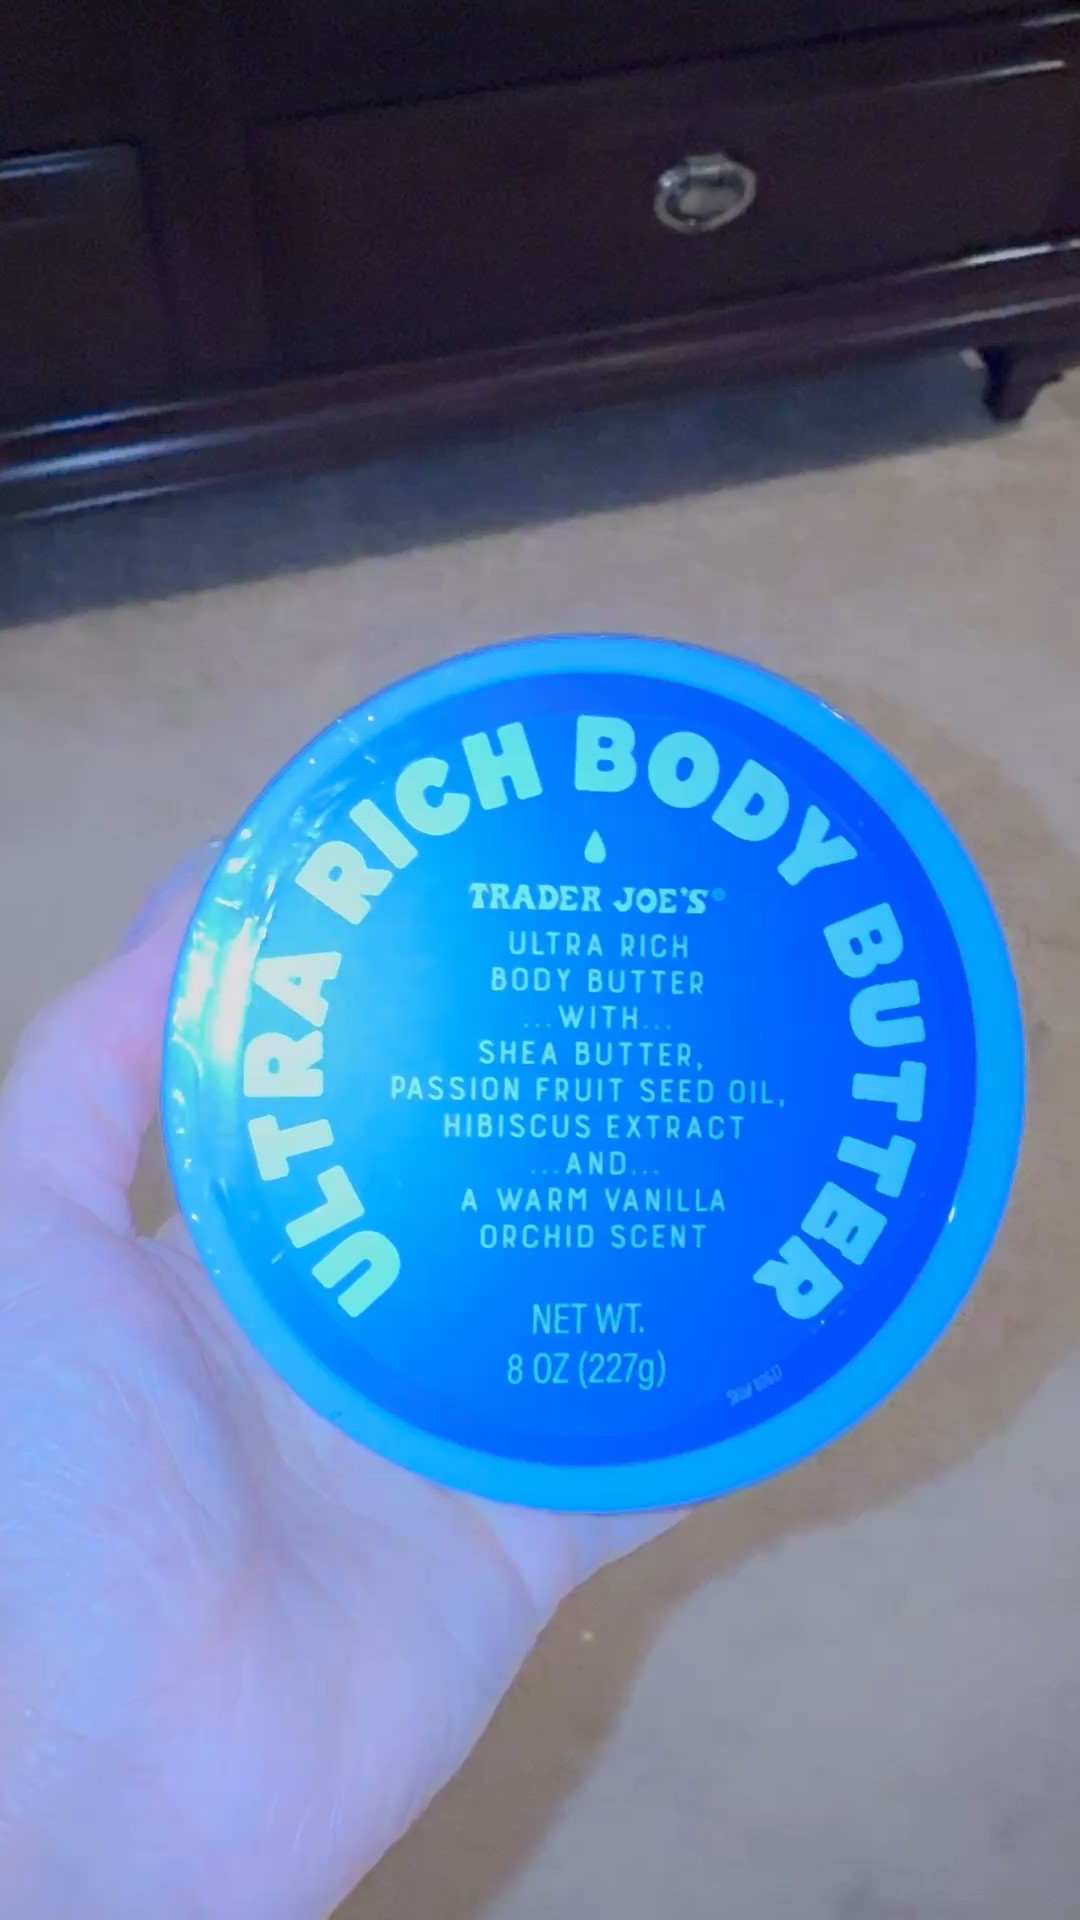 ULTRA RICH BODY BUTTER
TRADER JOE'S®
ULTRA RICH
BODY BUTTER
...WITH...
SHEA BUTTER,
PASSION FRUIT SEED OIL,
HIBISCUS EXTRACT
...AND...
A WARM VANILLA
ORCHID SCENT
NET WT.
8 OZ (227g)
SKU#